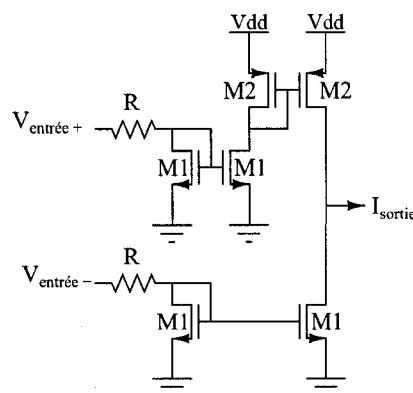 Vdd Vdd
M2 M2
R
Ventrée +
M1 M1
Isortie
R
Ventrée −
M1 M1